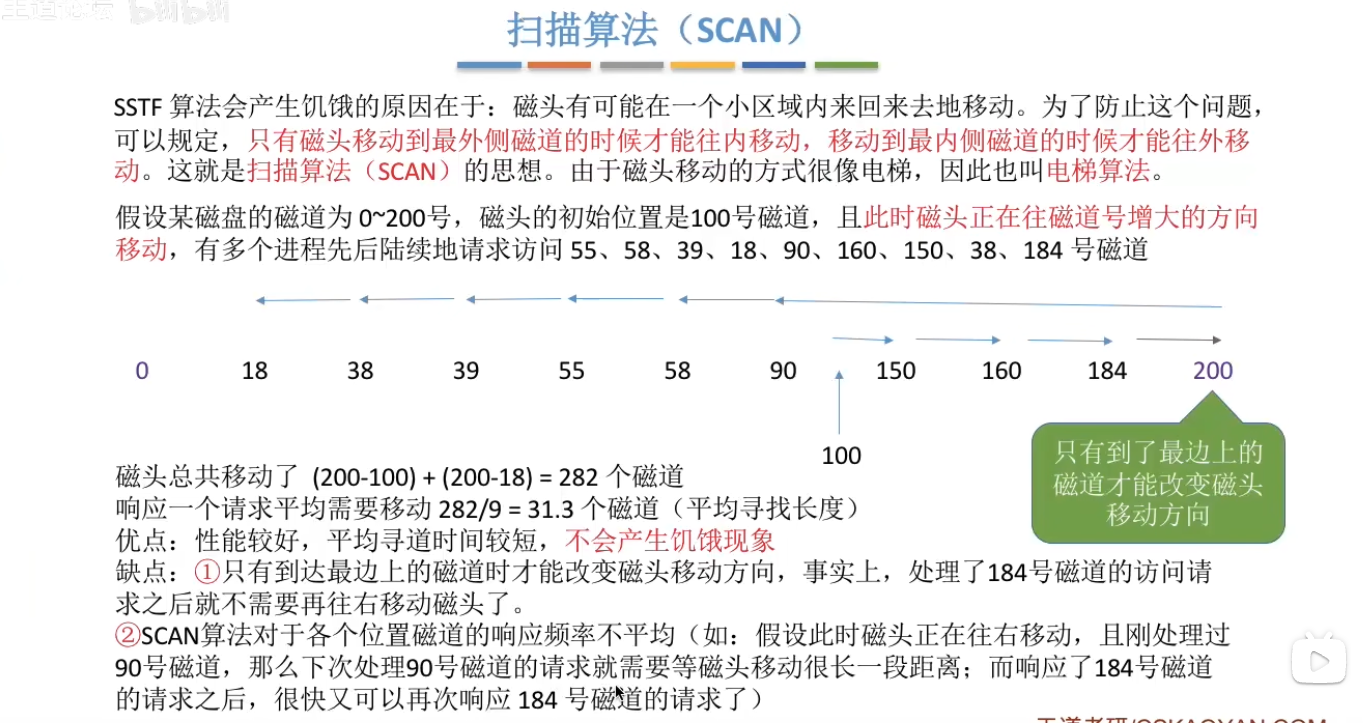 王道论坛 bilibili
扫描算法（SCAN）
SSTF 算法会产生饥饿的原因在于：磁头有可能在一个小区域内来回来去地移动。为了防止这个问题，
可以规定，只有磁头移动到最外侧磁道的时候才能往内移动，移动到最内侧磁道的时候才能往外移
动。这就是扫描算法（SCAN）的思想。由于磁头移动的方式很像电梯，因此也叫电梯算法。
假设某磁盘的磁道为 0~200号，磁头的初始位置是100号磁道，且此时磁头正在往磁道号增大的方向
移动，有多个进程先后陆续地请求访问 55、58、39、18、90、160、150、38、184 号磁道
0 18 38 39 55 58 90 150 160 184 200
100
只有到了最边上的
磁道才能改变磁头
移动方向
磁头总共移动了 (200-100) + (200-18) = 282 个磁道
响应一个请求平均需要移动 282/9 = 31.3 个磁道（平均寻找长度）
优点：性能较好，平均寻道时间较短，不会产生饥饿现象
缺点：①只有到达最边上的磁道时才能改变磁头移动方向，事实上，处理了184号磁道的访问请
求之后就不需要再往右移动磁头了。
②SCAN算法对于各个位置磁道的响应频率不平均（如：假设此时磁头正在往右移动，且刚处理过
90号磁道，那么下次处理90号磁道的请求就需要等磁头移动很长一段距离；而响应了184号磁道
的请求之后，很快又可以再次响应 184 号磁道的请求了）